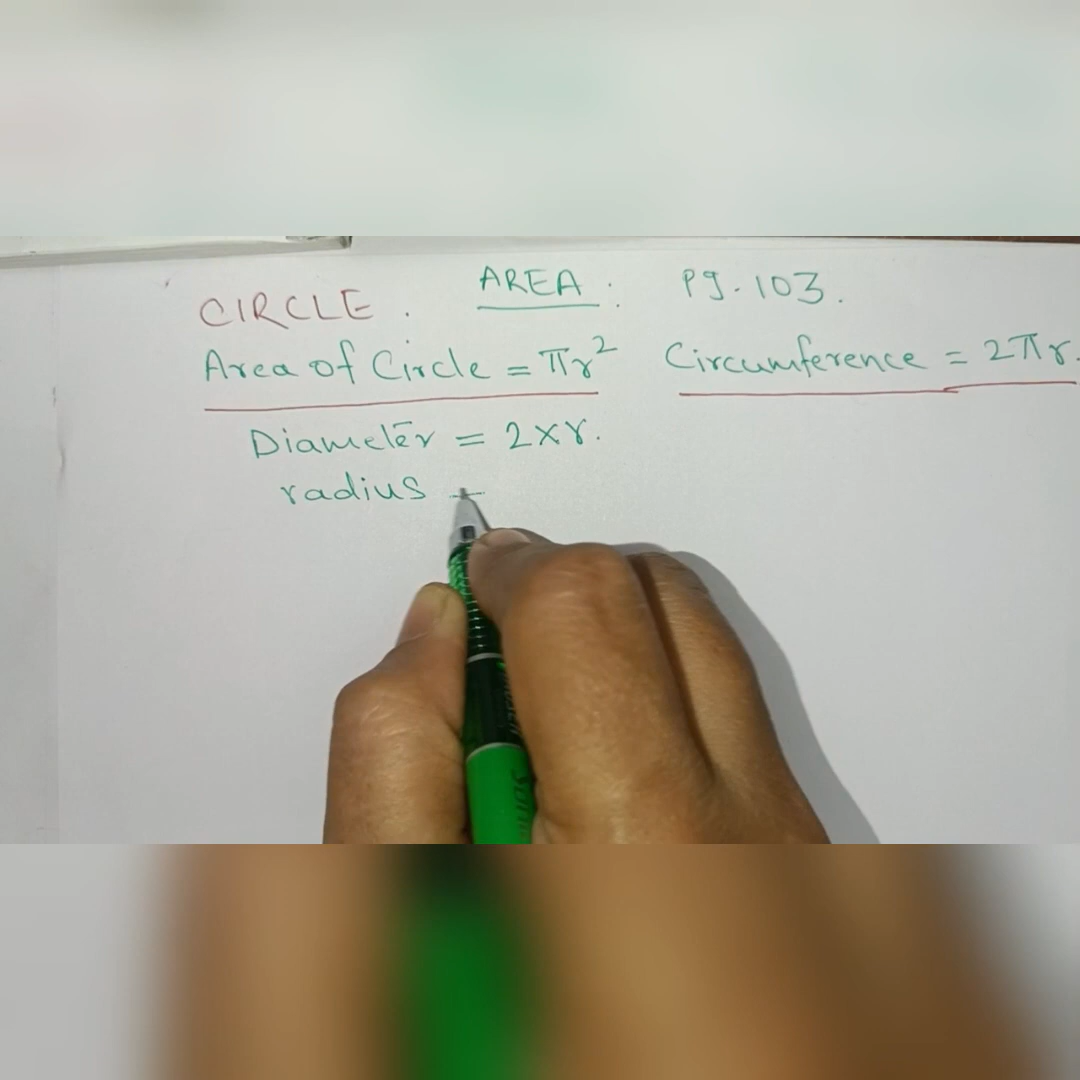 CIRCLE . AREA : Pg. 103.
Area of Circle = πr² Circumference = 2πr.
Diameter = 2×r.
radius =